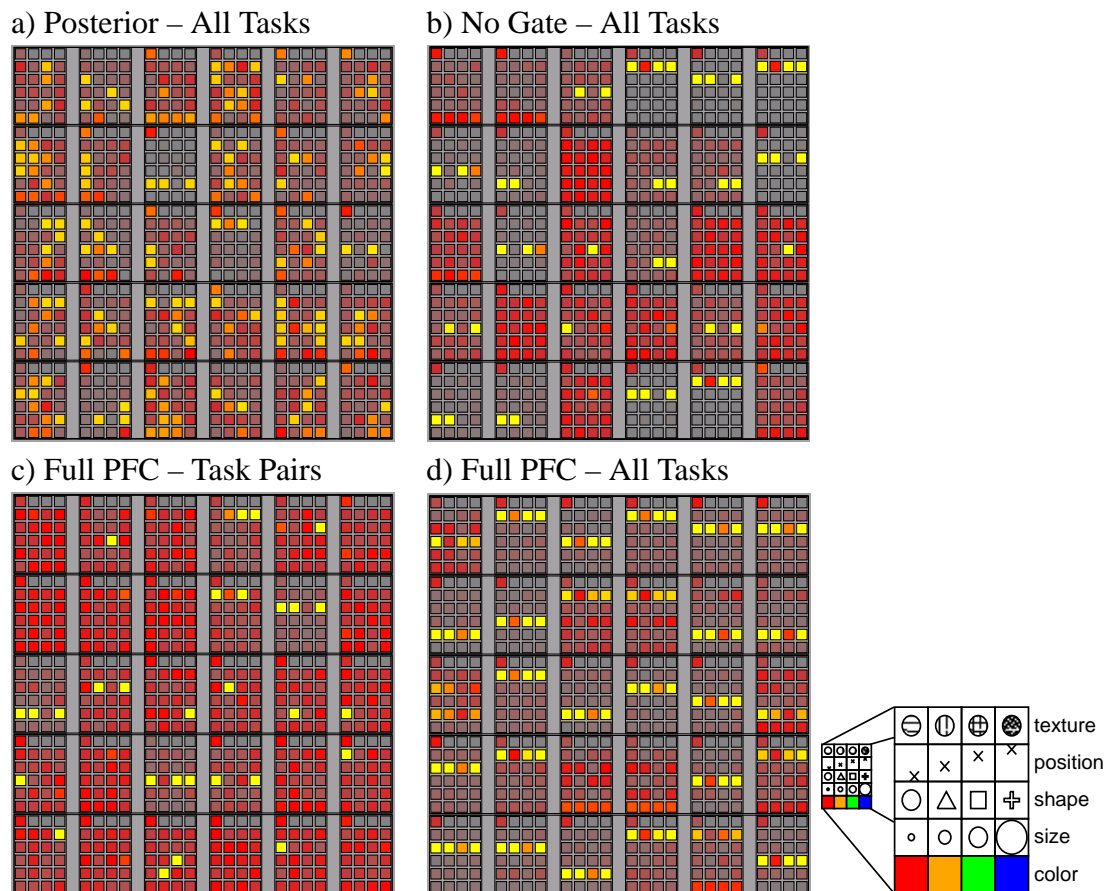 a) Posterior – All Tasks
b) No Gate – All Tasks
c) Full PFC – Task Pairs
d) Full PFC – All Tasks
texture
position
shape
size
color